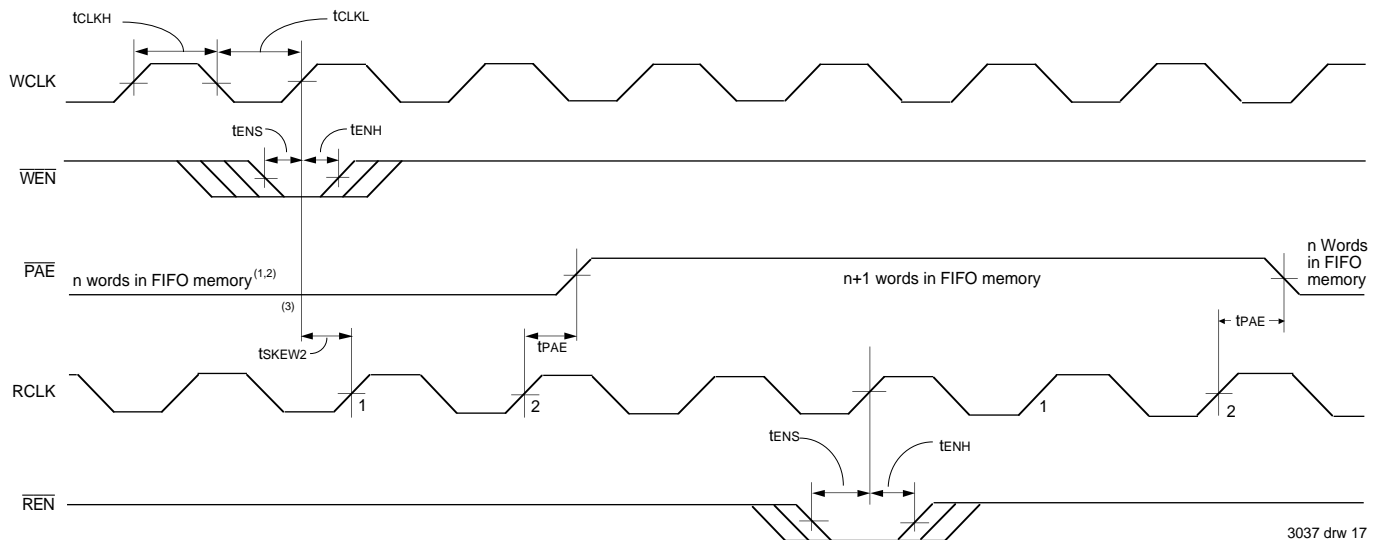 tCLKH
tCLKL
WCLK
tENS
tENH
WEN
PAE
n words in FIFO memory (1,2)
n+1 words in FIFO memory
n Words
in FIFO
memory
(3)
tSKEW2
tPAE
tPAE
RCLK
1
2
1
2
tENS
tENH
REN
3037 drw 17